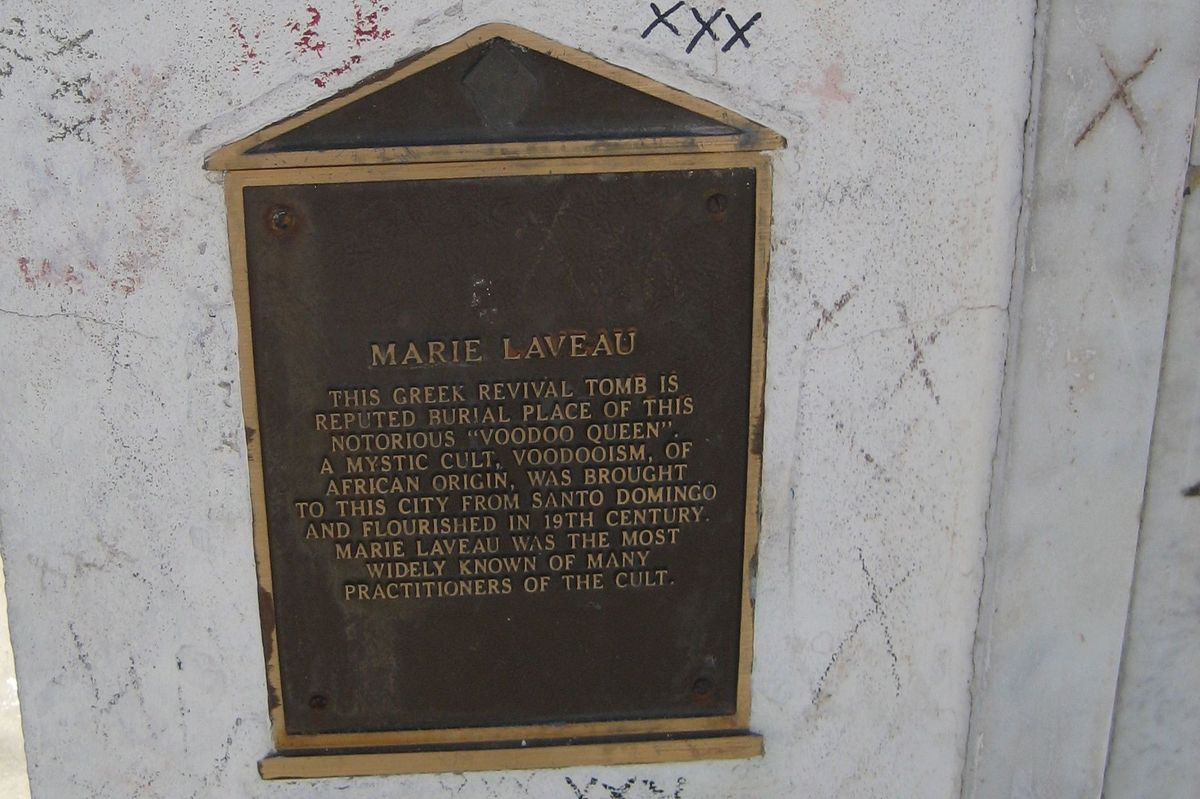 XXX
X
MARIE LAVEAU
THIS GREEK REVIVAL TOMB IS
REPUTED BURIAL PLACE OF THIS
NOTORIOUS "VOODOO QUEEN".
A MYSTIC CULT, VOODOOISM, OF
AFRICAN ORIGIN, WAS BROUGHT
TO THIS CITY FROM SANTO DOMINGO
AND FLOURISHED IN 19TH CENTURY.
MARIE LAVEAU WAS THE MOST
WIDELY KNOWN OF MANY
PRACTITIONERS OF THE CULT.